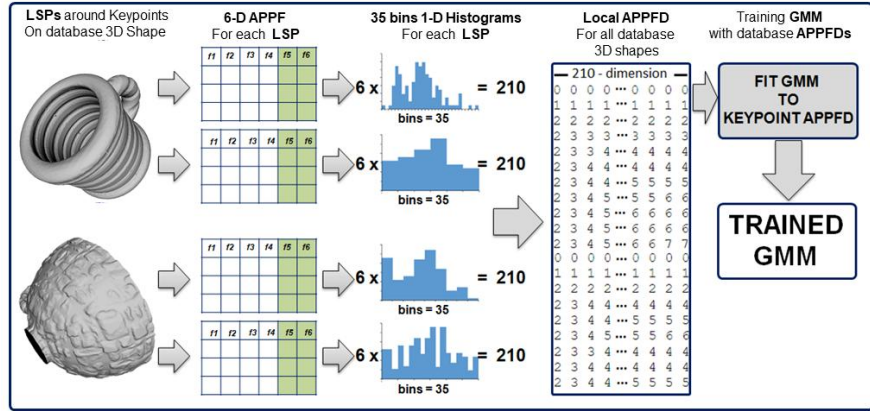 LSPs around Keypoints
On database 3D Shape
6-D APPF
For each LSP
35 bins 1-D Histograms
For each LSP
Local APPFD
For all database
3D shapes
Training GMM
with database APPFDs
f1 f2 f3 f4 f5 f6
6 x
= 210
bins = 35
f1 f2 f3 f4 f5 f6
6 x
= 210
bins = 35
f1 f2 f3 f4 f5 f6
6 x
= 210
bins = 35
f1 f2 f3 f4 f5 f6
6 x
= 210
bins = 35
210 - dimension
0 0 0 0 ••• 0 0 0 0
1 1 1 1 ••• 1 1 1 1
2 2 2 2 ••• 2 2 2 2
2 3 3 3 ••• 3 3 3 3
2 3 3 4 ••• 4 4 4 4
2 3 4 4 ••• 4 4 4 4
2 3 4 4 ••• 5 5 5 5
2 3 4 5 ••• 5 5 6 6
2 3 4 5 ••• 6 6 6 6
2 3 4 5 ••• 6 6 6 6
2 3 4 5 ••• 6 6 7 7
0 0 0 0 ••• 0 0 0 0
1 1 1 1 ••• 1 1 1 1
2 2 2 2 ••• 2 2 2 2
2 3 4 4 ••• 4 4 4 4
2 3 4 4 ••• 5 5 5 5
2 3 4 5 ••• 5 5 6 6
2 3 3 4 ••• 4 4 4 4
2 3 4 4 ••• 4 4 4 4
2 3 4 4 ••• 5 5 5 5
FIT GMM
TO
KEYPOINT APPFD
TRAINED
GMM